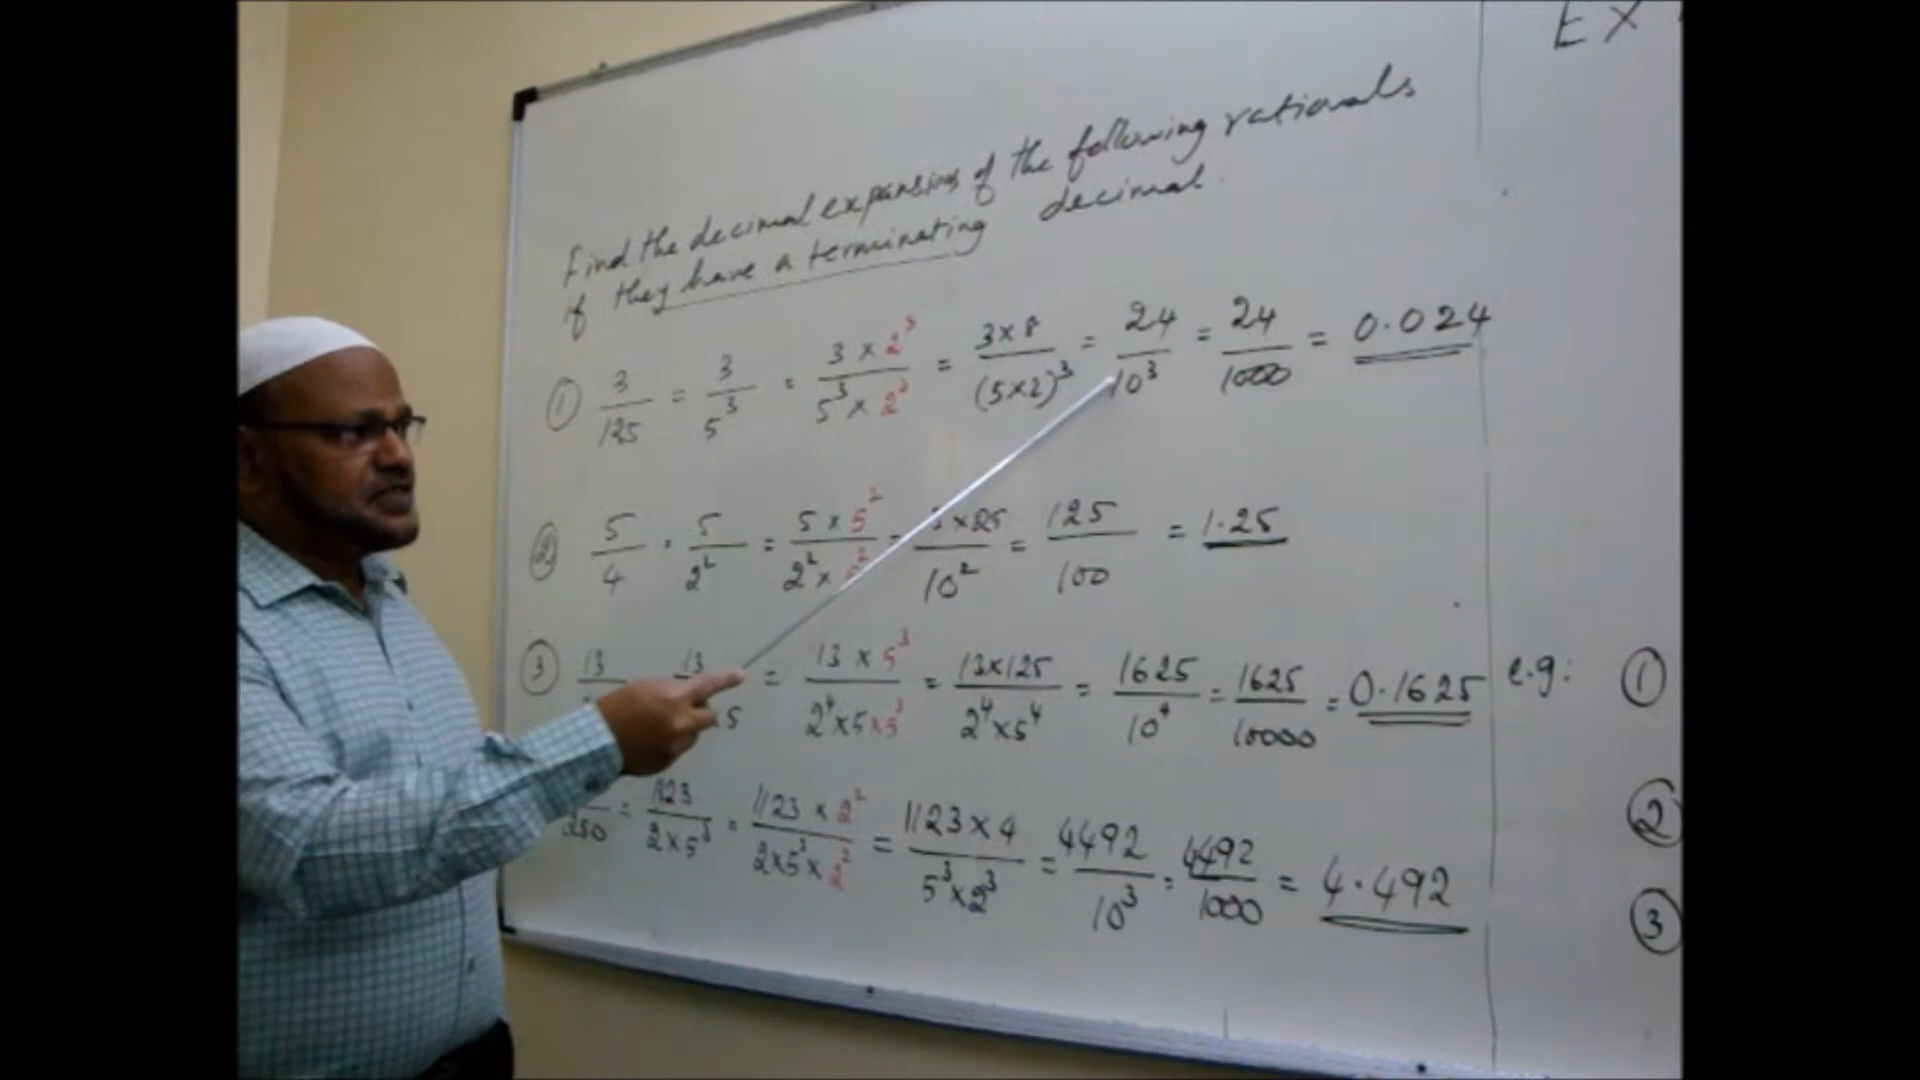 EX
Find the decimal expansion of the following rationals
if they have a terminating decimal.
① 3/125 = 3/5³ = 3 × 2³/5³ × 2³ = 3 × 8/(5×2)³ = 24/10³ = 24/1000 = 0.024
② 5/4 = 5/2² = 5 × 5²/2² × 5² = 5 × 25/10² = 125/100 = 1.25
③ 13 13 ×5 = 13 × 5³/2⁴×5×5³ = 13×125/2⁴×5⁴ = 1625/10⁴ = 1625/10000 = 0.1625
250 = 1123/2×5³ = 1123 × 2²/2×5³×2² = 1123×4/5³×2³ = 4492/10³ = 4492/1000 = 4.492
e.g: ①
②
③